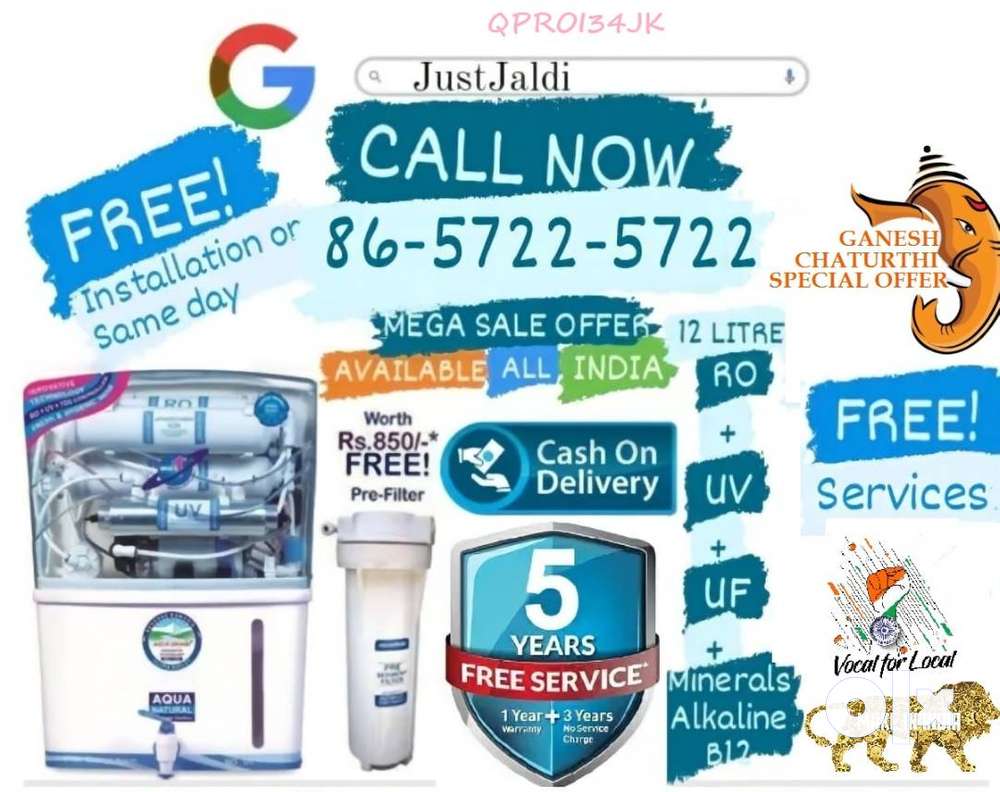 QPROI34JK
G
JustJaldi
CALL NOW
86-5722-5722
FREE!
Installation or
Same day
GANESH
CHATURTHI
SPECIAL OFFER
MEGA SALE OFFER
AVAILABLE ALL INDIA
12 LITRE
RO
+
UV
+
UF
+
Minerals
Alkaline
B12
INNOVATIVE
TECHNOLOGY
RO
UV
AQUA
NATURAL
Worth
Rs.850/-*
FREE!
Pre-Filter
Cash On
Delivery
5
YEARS
FREE SERVICE*
1 Year + 3 Years
Warranty No Service
Charge
FREE!
Services
Vocal for Local